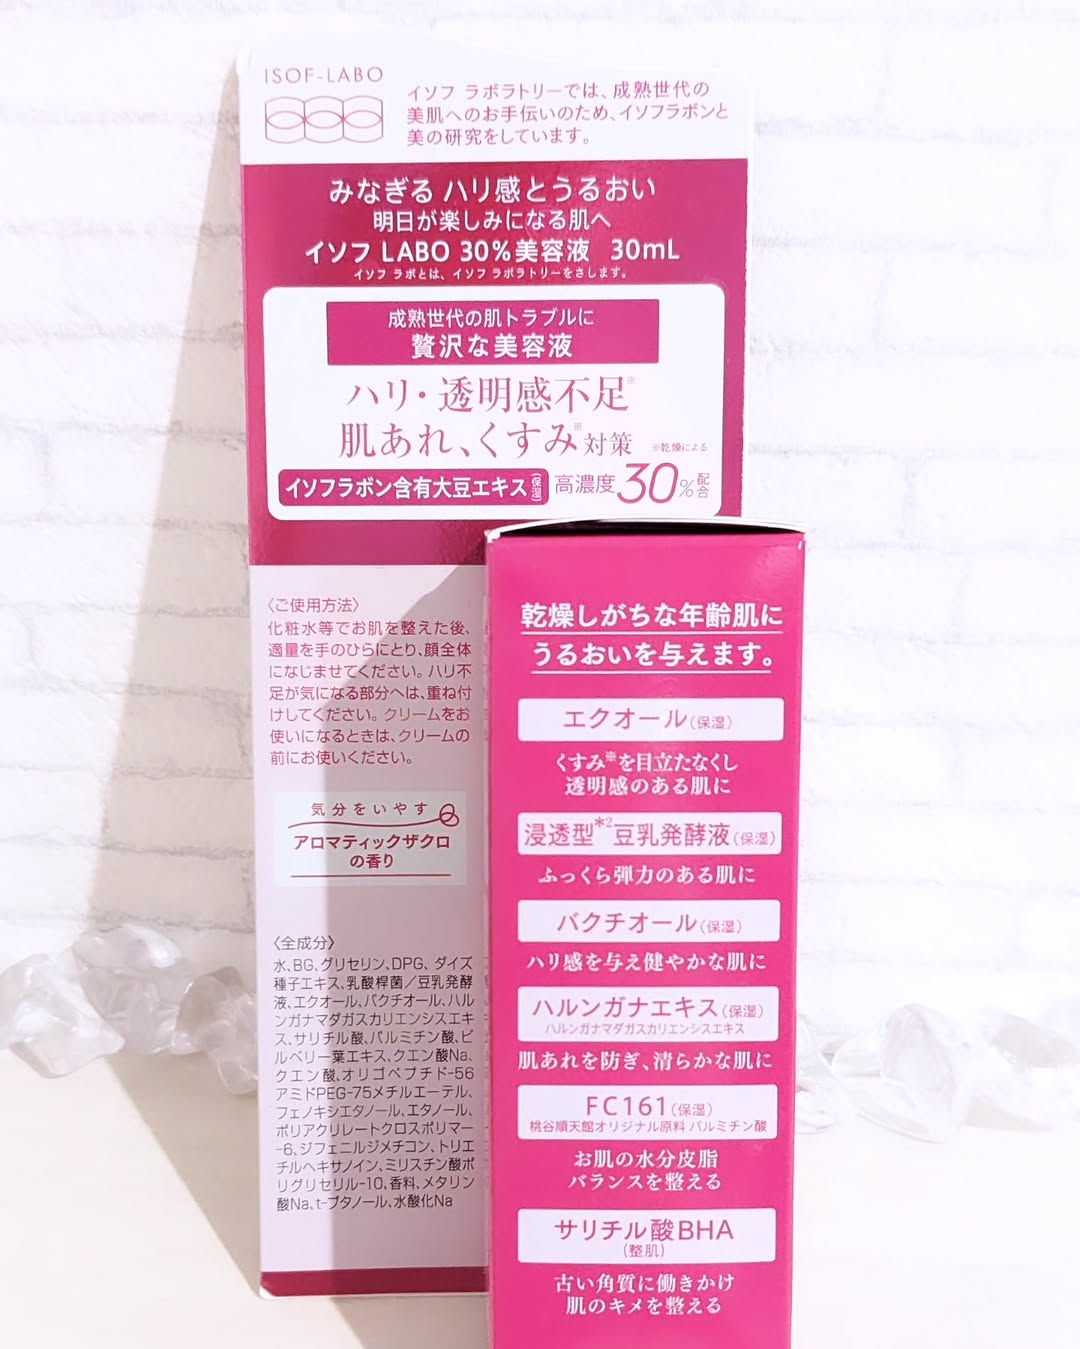 ISOF-LABO
イソフ ラボラトリーでは、成熟世代の
美肌へのお手伝いのため、イソフラボンと
美の研究をしています。
みなぎる ハリ感とうるおい
明日が楽しみになる肌へ
イソフ LABO 30%美容液 30mL
イソフ ラボとは、イソフ ラボラトリーをさします。
成熟世代の肌トラブルに
贅沢な美容液
ハリ・透明感不足※
肌あれ、くすみ※対策 ※乾燥による
イソフラボン含有大豆エキス(保湿) 高濃度30%配合
〈ご使用方法〉
化粧水等でお肌を整えた後、
適量を手のひらにとり、顔全体
になじませてください。ハリ不
足が気になる部分へは、重ね付
けしてください。クリームをお
使いになるときは、クリームの
前にお使いください。
気分をいやす
アロマティックザクロ
の香り
〈全成分〉
水、BG、グリセリン、DPG、ダイズ
種子エキス、乳酸桿菌/豆乳発酵
液、エクオール、バクチオール、ハル
ンガナマダガスカリエンシスエキ
ス、サリチル酸、パルミチン酸、ビ
ルベリー葉エキス、クエン酸Na、
クエン酸、オリゴペプチド-56
アミドPEG-75メチルエーテル、
フェノキシエタノール、エタノール、
ポリアクリレートクロスポリマー
-6、ジフェニルジメチコン、トリエ
チルヘキサノイン、ミリスチン酸ポ
リグリセリル-10、香料、メタリン
酸Na、t-ブタノール、水酸化Na
乾燥しがちな年齢肌に
うるおいを与えます。
エクオール(保湿)
くすみ※を目立たなくし
透明感のある肌に
浸透型*2豆乳発酵液(保湿)
ふっくら弾力のある肌に
バクチオール(保湿)
ハリ感を与え健やかな肌に
ハルンガナエキス(保湿)
ハルンガナマダガスカリエンシスエキス
肌あれを防ぎ、清らかな肌に
FC161(保湿)
桃谷順天館オリジナル原料 パルミチン酸
お肌の水分皮脂
バランスを整える
サリチル酸BHA
(整肌)
古い角質に働きかけ
肌のキメを整える